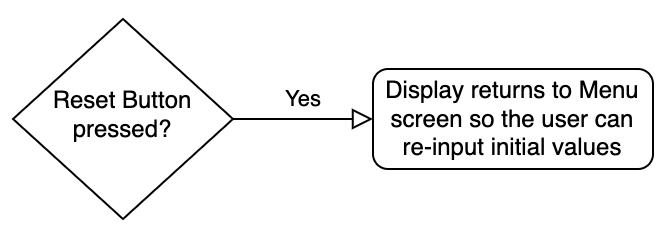 Reset Button
pressed?
Yes
Display returns to Menu
screen so the user can
re-input initial values